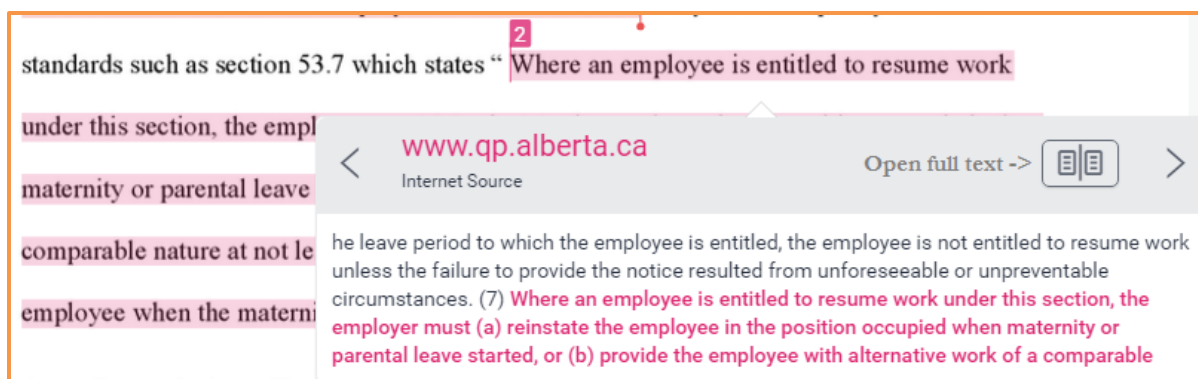 2
standards such as section 53.7 which states “ Where an employee is entitled to resume work
under this section, the empl
maternity or parental leave
comparable nature at not le
employee when the materni
www.qp.alberta.ca
Internet Source
Open full text ->
he leave period to which the employee is entitled, the employee is not entitled to resume work
unless the failure to provide the notice resulted from unforeseeable or unpreventable
circumstances. (7) Where an employee is entitled to resume work under this section, the
employer must (a) reinstate the employee in the position occupied when maternity or
parental leave started, or (b) provide the employee with alternative work of a comparable